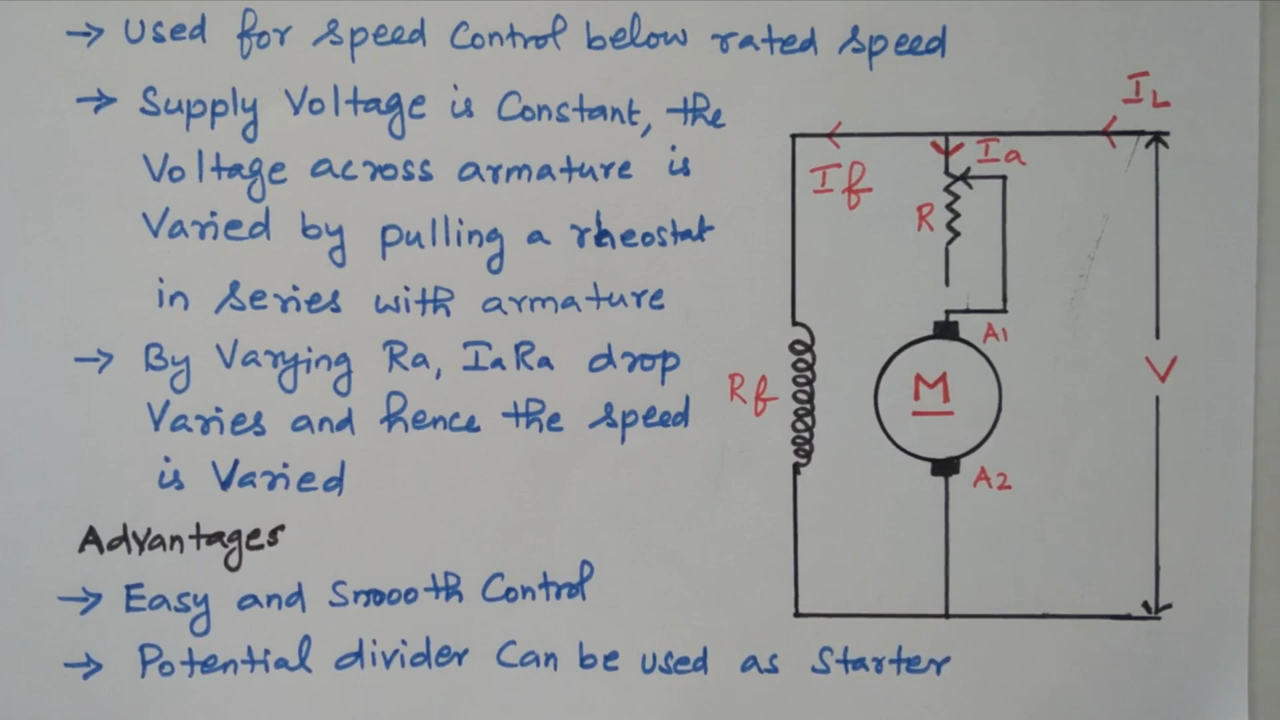 → Used for speed Control below rated speed
→ Supply Voltage is Constant, the
Voltage across armature is
Varied by pulling a rheostat
in series with armature
→ By Varying Ra, IaRa drop
Varies and hence the speed
is Varied
Advantages
→ Easy and Smooth Control
→ Potential divider Can be used as Starter
IL
If
Ia
R
A1
Rf
M
V
A2